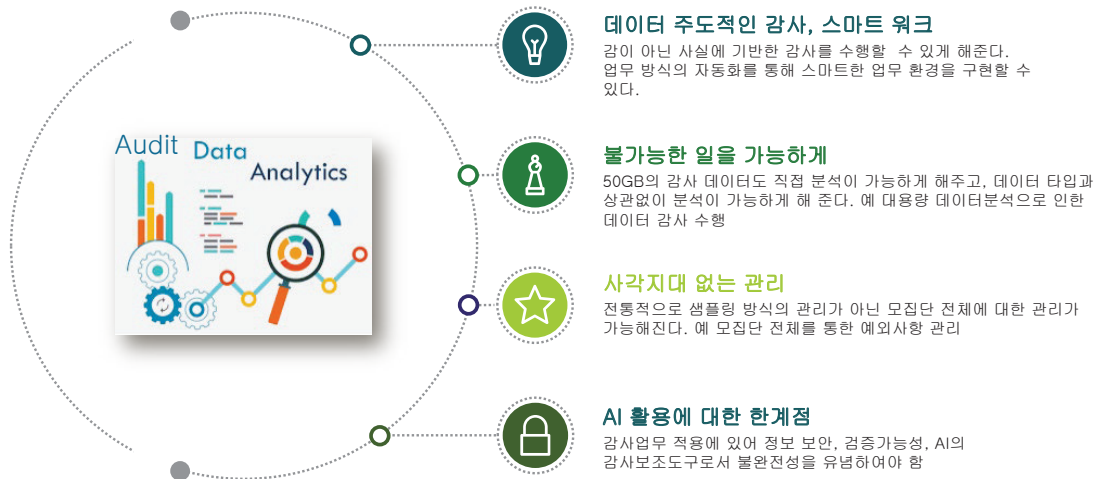 데이터 주도적인 감사, 스마트 워크
감이 아닌 사실에 기반한 감사를 수행할 수 있게 해준다.
업무 방식의 자동화를 통해 스마트한 업무 환경을 구현할 수
있다.
Audit Data
Analytics
불가능한 일을 가능하게
50GB의 감사 데이터도 직접 분석이 가능하게 해주고, 데이터 타입과
상관없이 분석이 가능하게 해 준다. 예 대용량 데이터분석으로 인한
데이터 감사 수행
사각지대 없는 관리
전통적으로 샘플링 방식의 관리가 아닌 모집단 전체에 대한 관리가
가능해진다. 예 모집단 전체를 통한 예외사항 관리
AI 활용에 대한 한계점
감사업무 적용에 있어 정보 보안, 검증가능성, AI의
감사보조도구로서 불완전성을 유념하여야 함